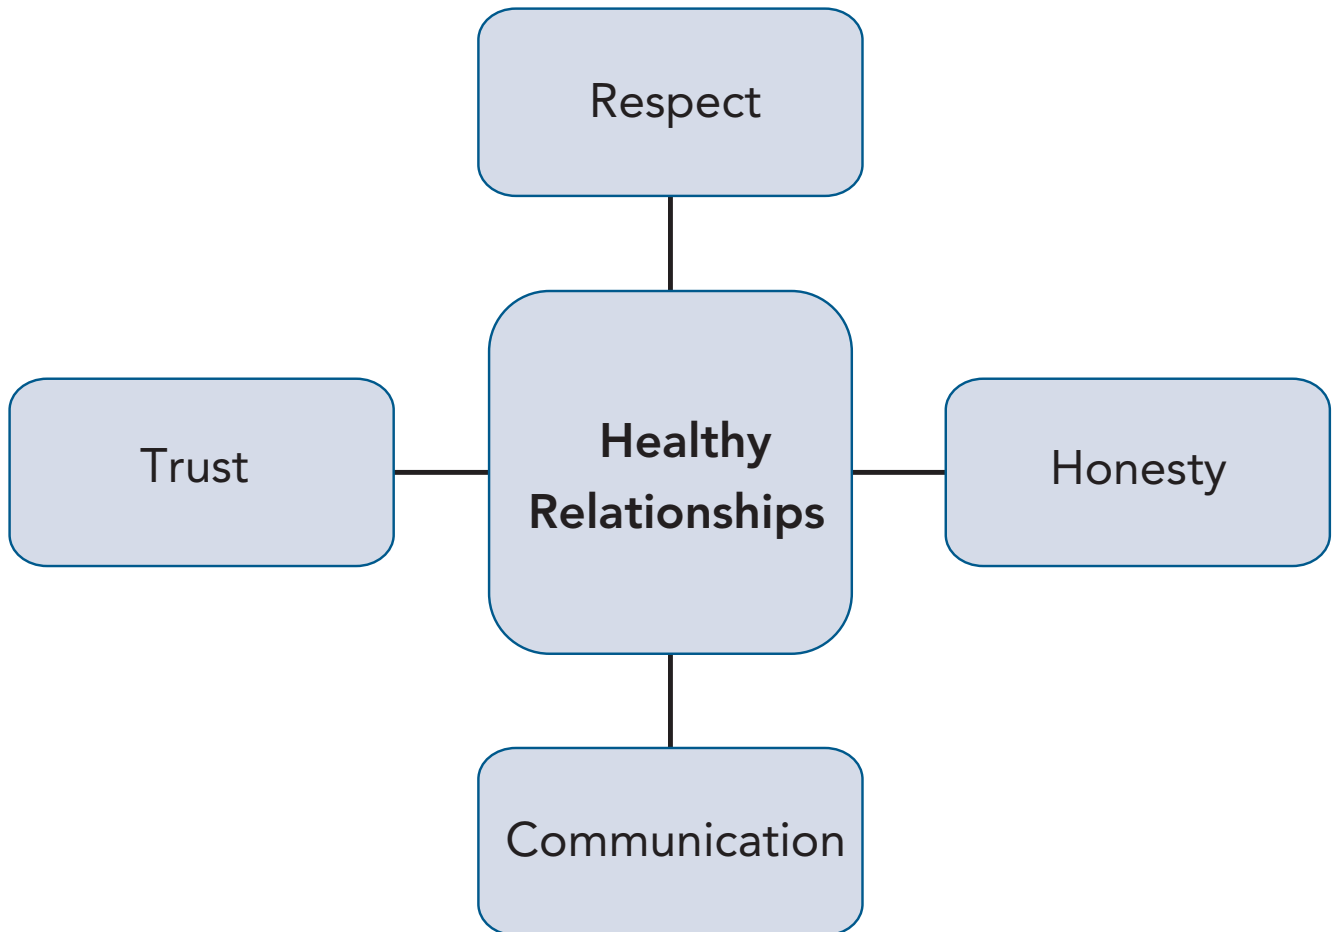 Respect
Healthy
Relationships
Trust
Honesty
Communication